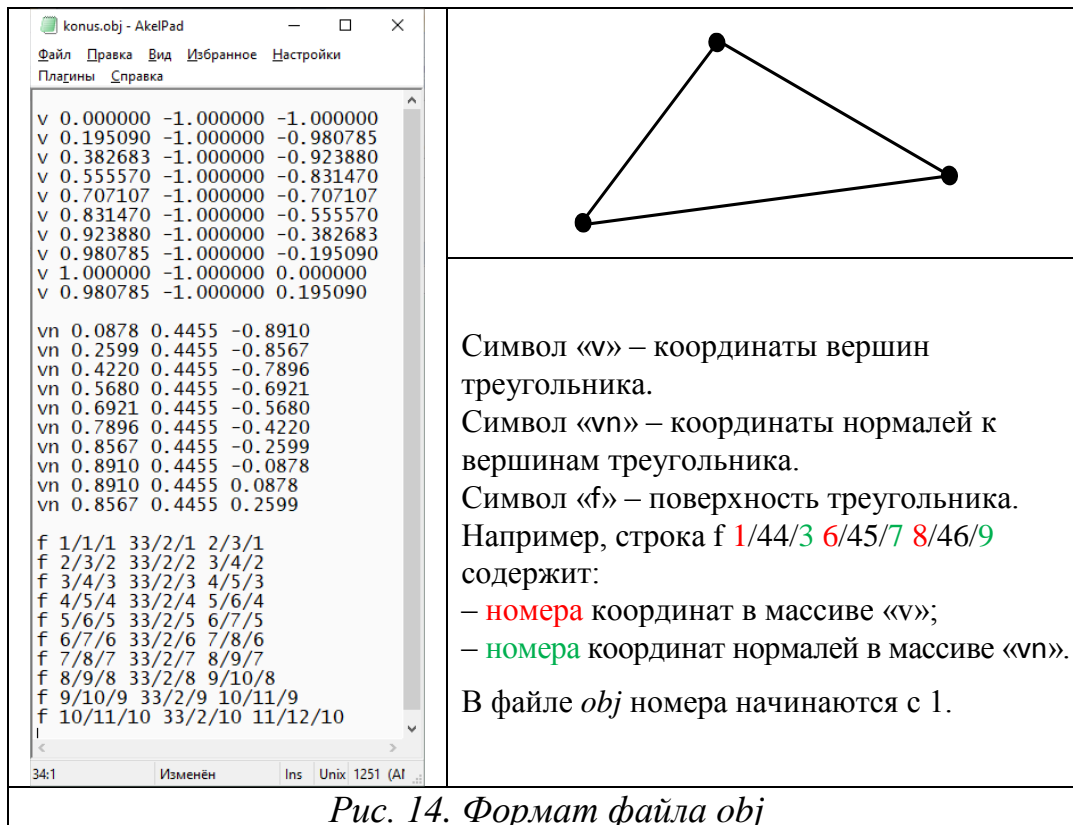 konus.obj - AkelPad
Файл Правка Вид Избранное Настройки
Плагины Справка
v 0.000000 -1.000000 -1.000000
v 0.195090 -1.000000 -0.980785
v 0.382683 -1.000000 -0.923880
v 0.555570 -1.000000 -0.831470
v 0.707107 -1.000000 -0.707107
v 0.831470 -1.000000 -0.555570
v 0.923880 -1.000000 -0.382683
v 0.980785 -1.000000 -0.195090
v 1.000000 -1.000000 0.000000
v 0.980785 -1.000000 0.195090
vn 0.0878 0.4455 -0.8910
vn 0.2599 0.4455 -0.8567
vn 0.4220 0.4455 -0.7896
vn 0.5680 0.4455 -0.6921
vn 0.6921 0.4455 -0.5680
vn 0.7896 0.4455 -0.4220
vn 0.8567 0.4455 -0.2599
vn 0.8910 0.4455 -0.0878
vn 0.8910 0.4455 0.0878
vn 0.8567 0.4455 0.2599
f 1/1/1 33/2/1 2/3/1
f 2/3/2 33/2/2 3/4/2
f 3/4/3 33/2/3 4/5/3
f 4/5/4 33/2/4 5/6/4
f 5/6/5 33/2/5 6/7/5
f 6/7/6 33/2/6 7/8/6
f 7/8/7 33/2/7 8/9/7
f 8/9/8 33/2/8 9/10/8
f 9/10/9 33/2/9 10/11/9
f 10/11/10 33/2/10 11/12/10
34:1 Изменён Ins Unix 1251 (AI
Символ «v» – координаты вершин
треугольника.
Символ «vn» – координаты нормалей к
вершинам треугольника.
Символ «f» – поверхность треугольника.
Например, строка f 1/44/3 6/45/7 8/46/9
содержит:
– номера координат в массиве «v»;
– номера координат нормалей в массиве «vn».
В файле obj номера начинаются с 1.
Рис. 14. Формат файла obj